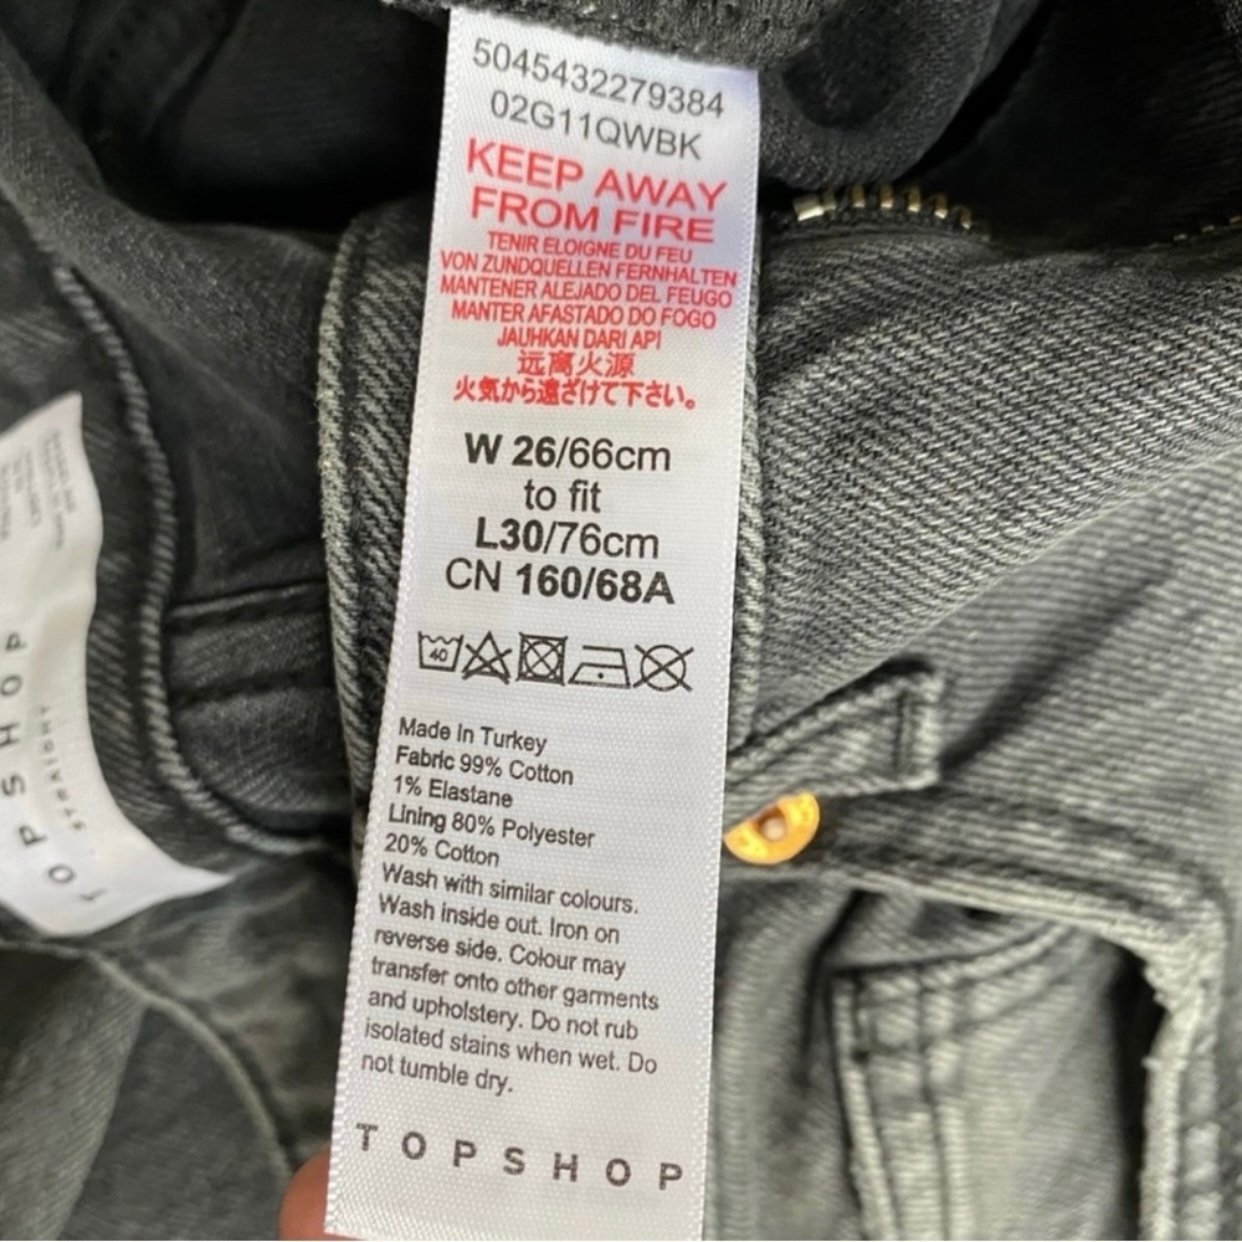 5045432279384
02G11QWBK
KEEP AWAY
FROM FIRE
TENIR ELOIGNE DU FEU
VON ZUNDQUELLEN FERNHALTEN
MANTENER ALEJADO DEL FEUGO
MANTER AFASTADO DO FOGO
JAUHKAN DARI API
远离火源
火気から遠ざけて下さい。
W 26/66cm
to fit
L30/76cm
CN 160/68A
40
Made in Turkey
Fabric 99% Cotton
1% Elastane
Lining 80% Polyester
20% Cotton
Wash with similar colours.
Wash inside out. Iron on
reverse side. Colour may
transfer onto other garments
and upholstery. Do not rub
isolated stains when wet. Do
not tumble dry.
TOPSHOP
TOPSHOP
STRAIGHT